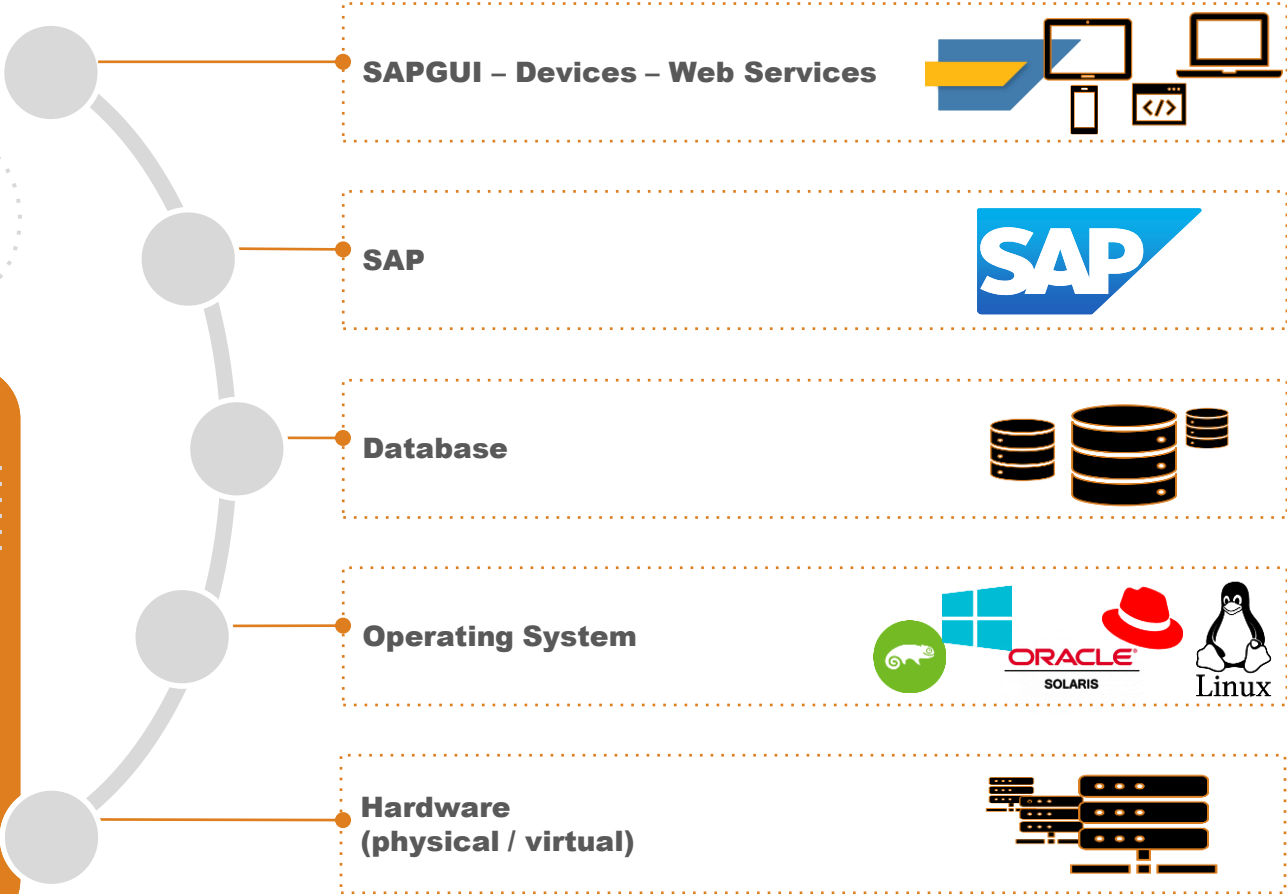 SAPGUI – Devices – Web Services
</>
SAP
SAP
Database
Operating System
ORACLE®
SOLARIS
Linux
Hardware
(physical / virtual)